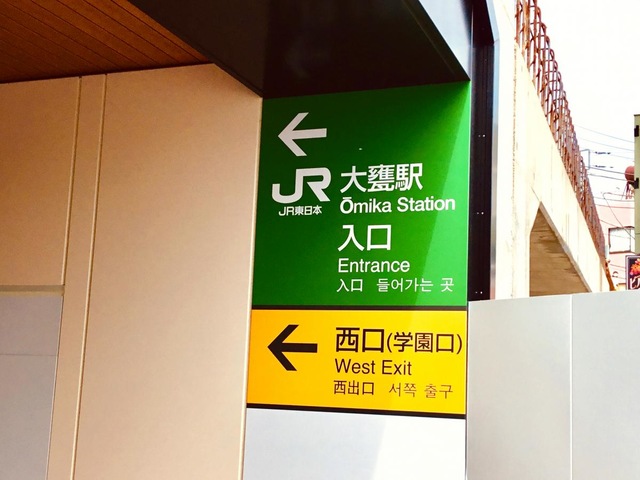 JR
JR東日本
大甕駅
Ōmika Station
入口
Entrance
入口 들어가는 곳
西口(学園口)
West Exit
西出口 서쪽 출구